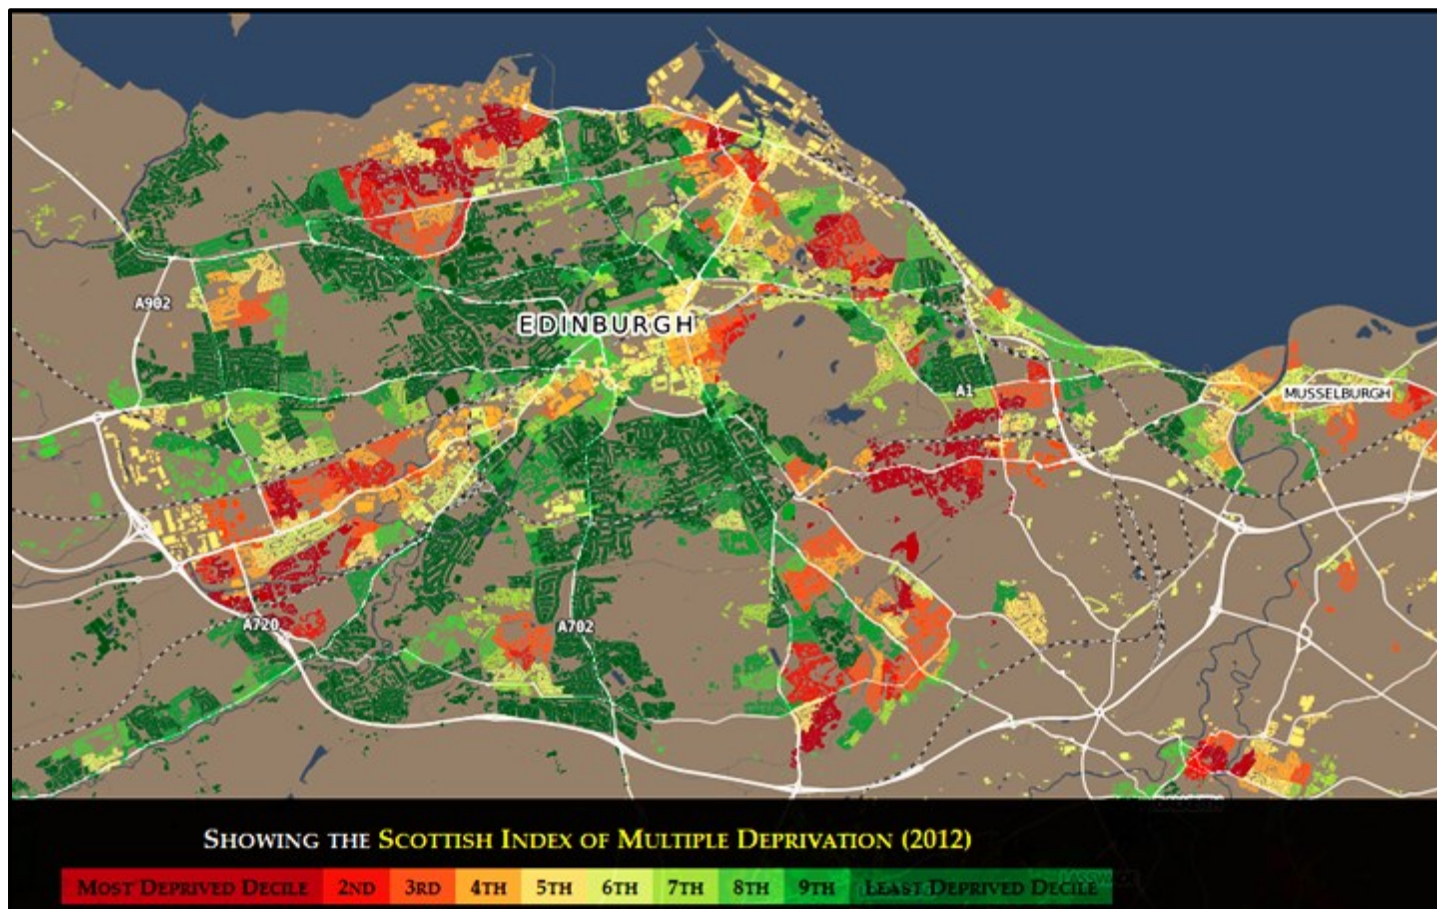 A902
EDINBURGH
A1
MUSSELBURGH
A720
A702
SHOWING THE SCOTTISH INDEX OF MULTIPLE DEPRIVATION (2012)
MOST DEPRIVED DECILE 2ND 3RD 4TH 5TH 6TH 7TH 8TH 9TH LEAST DEPRIVED DECILE